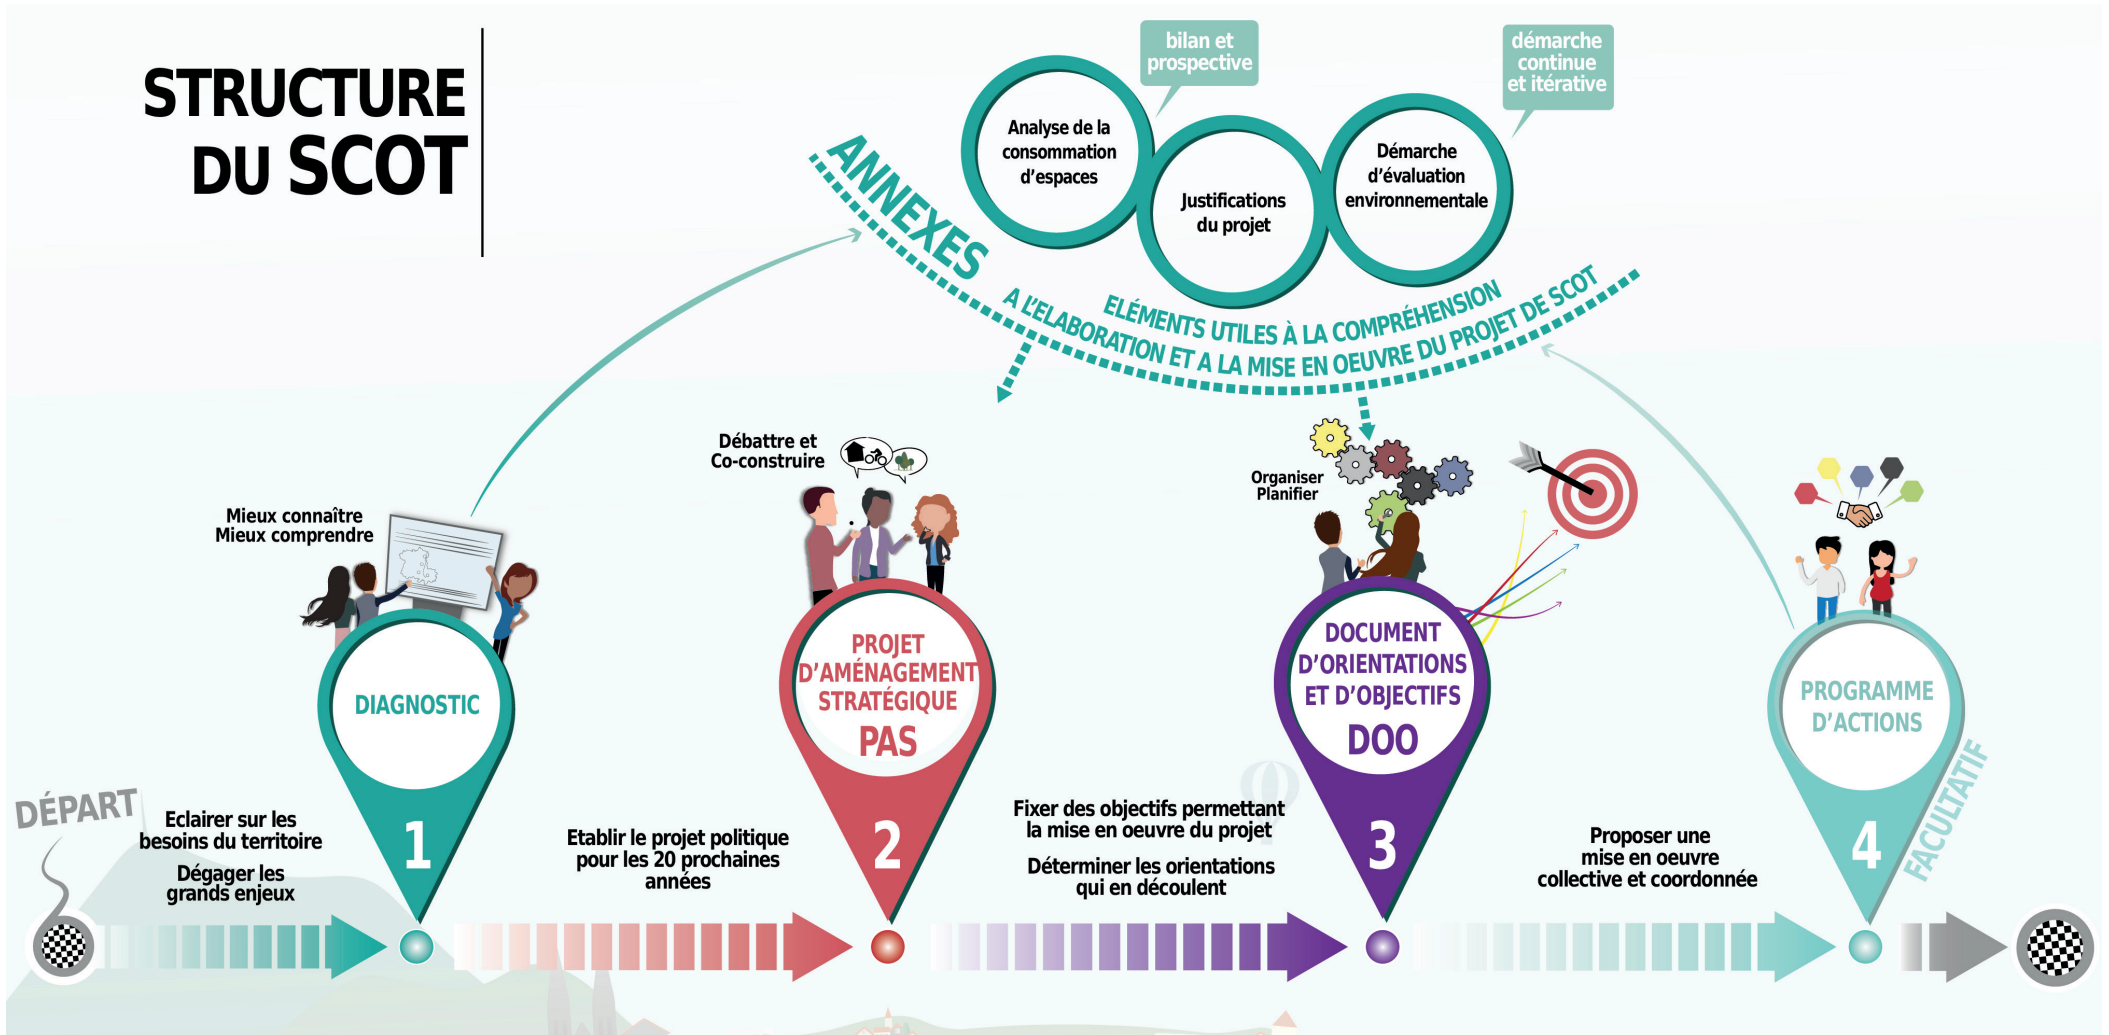 STRUCTURE
DU SCOT
bilan et
prospective
démarche
continue
et itérative
Analyse de la
consommation
d'espaces
Justifications
du projet
Démarche
d'évaluation
environnementale
ANNEXES
ELÉMENTS UTILES À LA COMPRÉHENSION
A L'ELABORATION ET A LA MISE EN OEUVRE DU PROJET DE SCOT
Mieux connaître
Mieux comprendre
Débattre et
Co-construire
Organiser
Planifier
DIAGNOSTIC
1
PROJET
D'AMÉNAGEMENT
STRATÉGIQUE
PAS
2
DOCUMENT
D'ORIENTATIONS
ET D'OBJECTIFS
DOO
3
PROGRAMME
D'ACTIONS
4
FACULTATIF
DÉPART
Eclairer sur les
besoins du territoire
Dégager les
grands enjeux
Etablir le projet politique
pour les 20 prochaines
années
Fixer des objectifs permettant
la mise en oeuvre du projet
Déterminer les orientations
qui en découlent
Proposer une
mise en oeuvre
collective et coordonnée